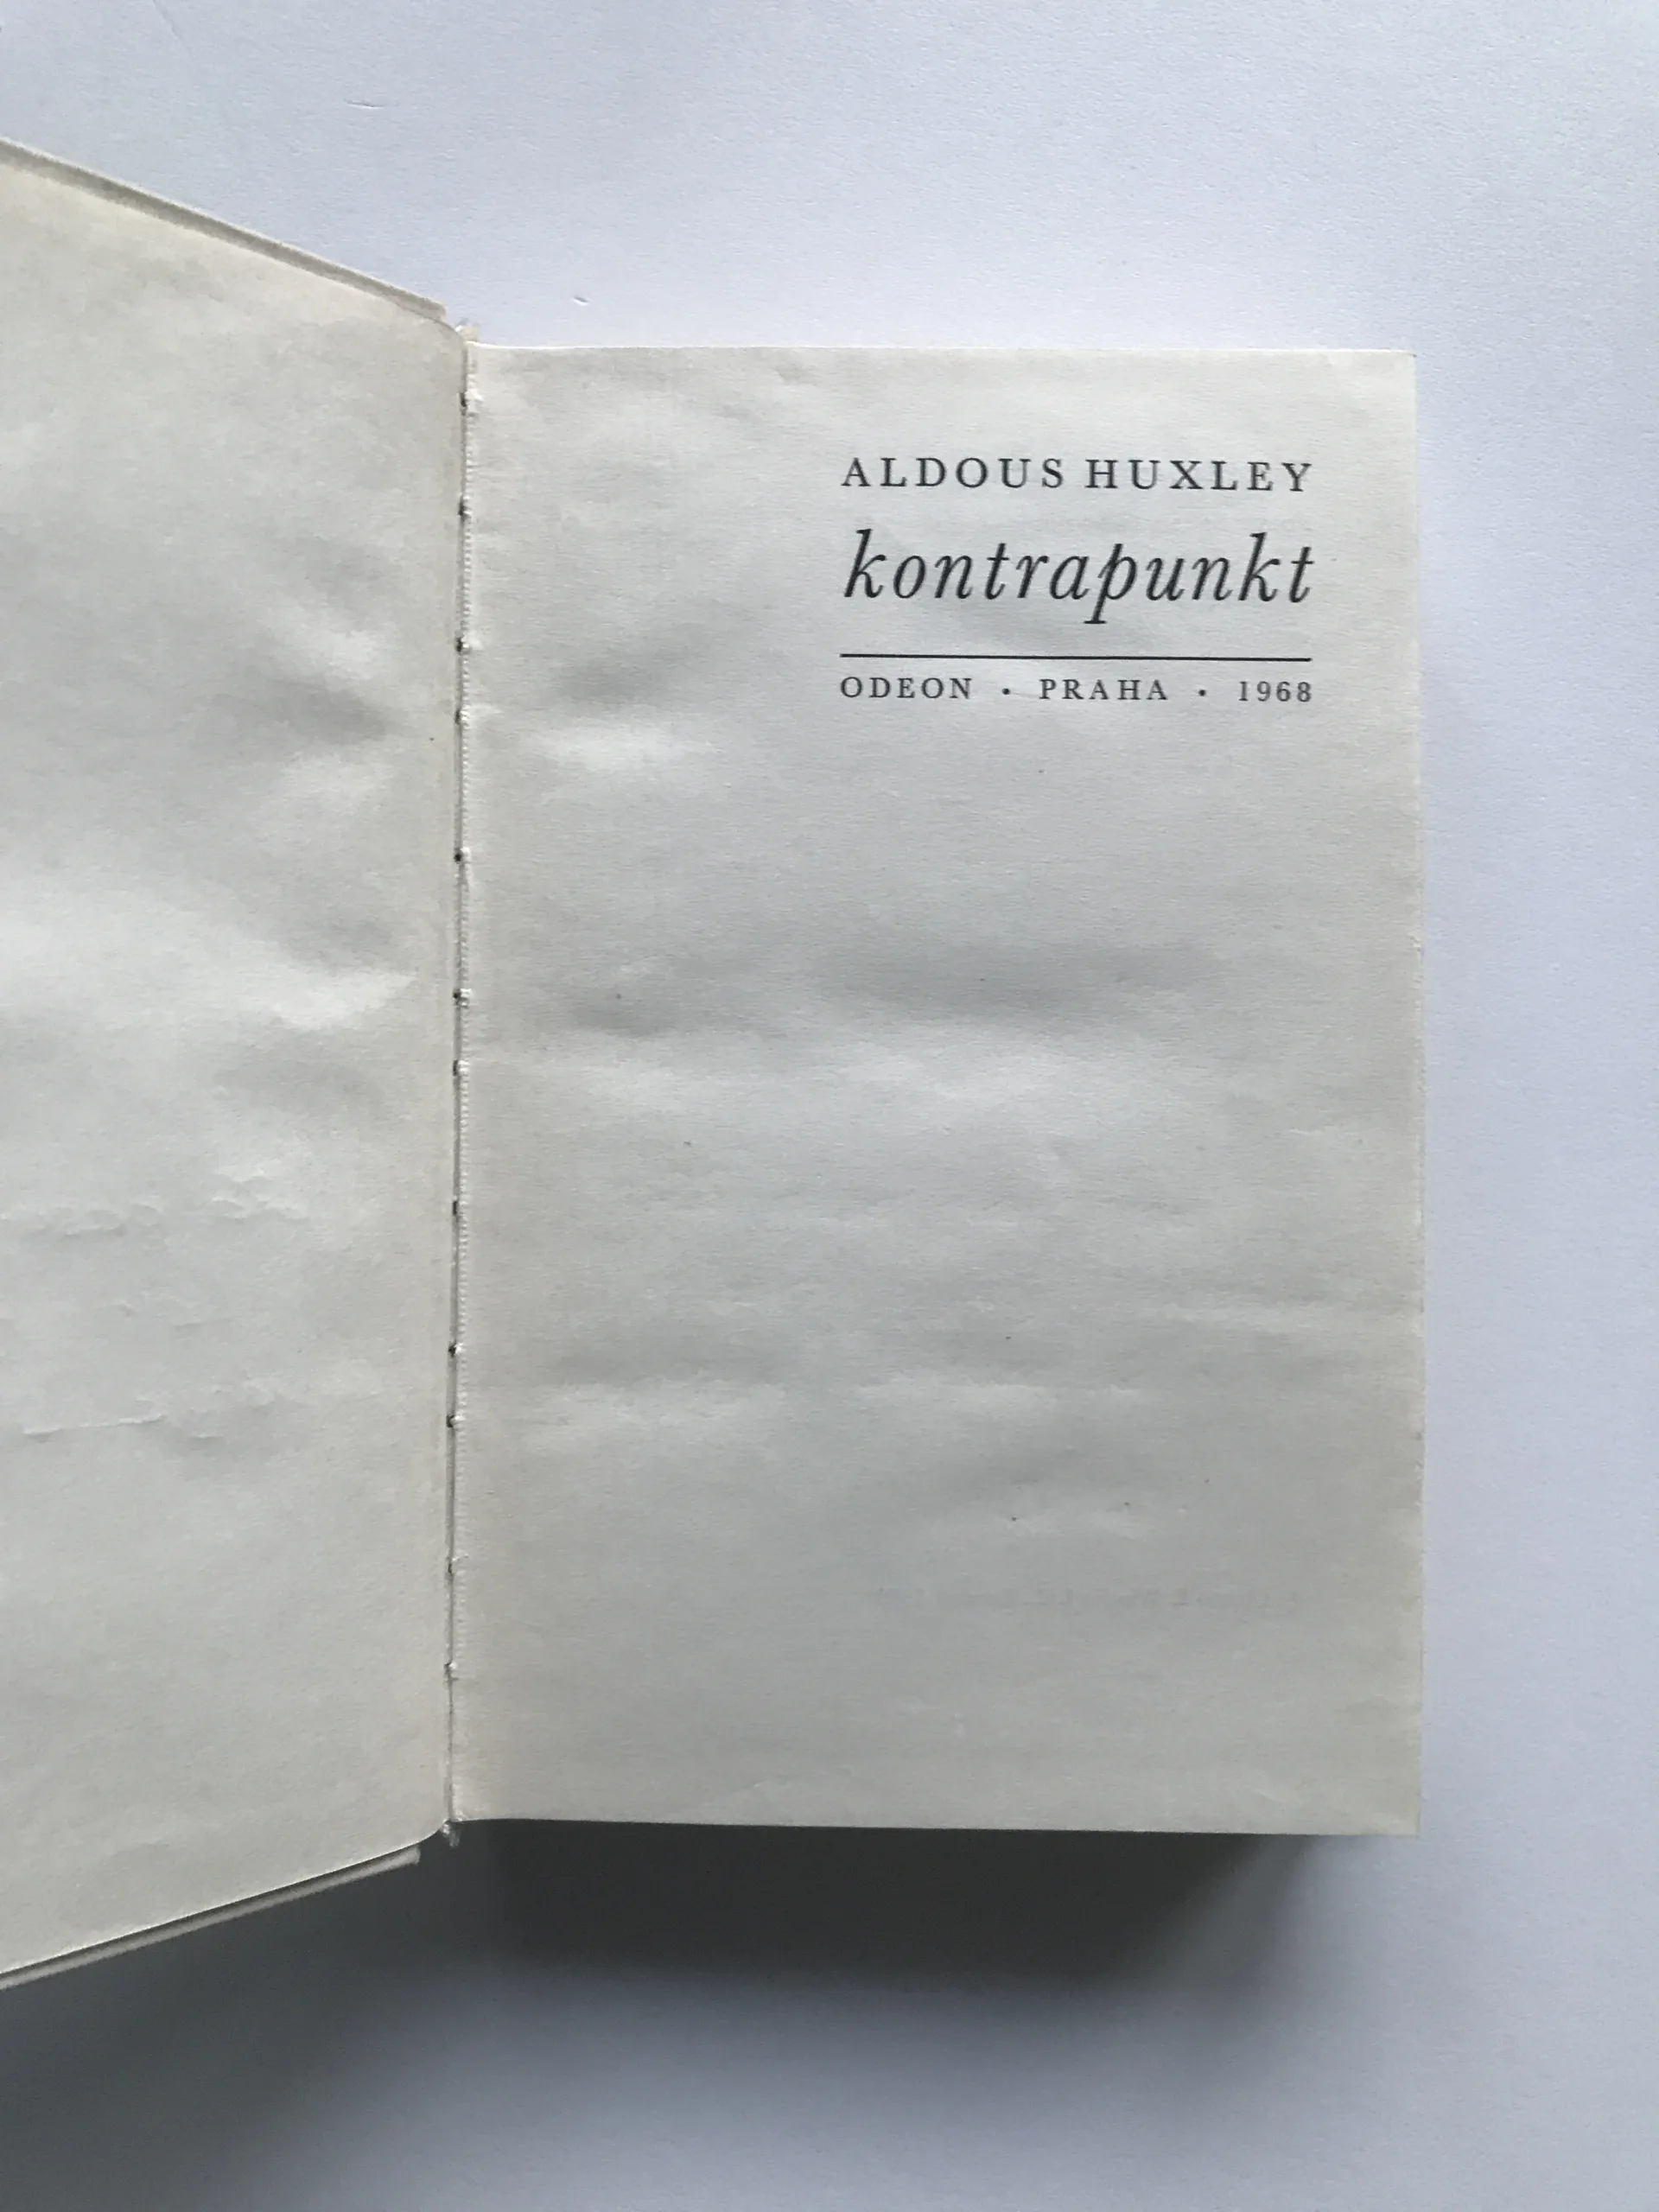 ALDOUS HUXLEY
kontrapunkt
ODEON · PRAHA · 1968